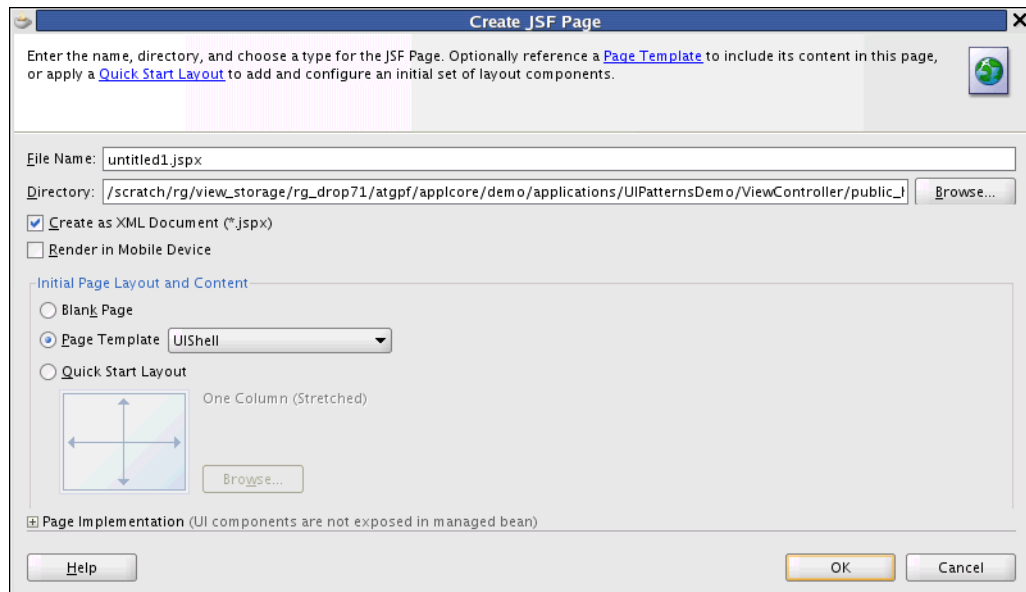 Create JSF Page
Enter the name, directory, and choose a type for the JSF Page. Optionally reference a Page Template to include its content in this page,
or apply a Quick Start Layout to add and configure an initial set of layout components.
File Name: untitled1.jspx
Directory: /scratch/rg/view_storage/rg_drop71/atgpf/applcore/demo/applications/UIPatternsDemo/ViewController/public_ Browse...
Create as XML Document (*.jspx)
Render in Mobile Device
Initial Page Layout and Content
Blank Page
Page Template UIShell
Quick Start Layout
One Column (Stretched)
Browse...
Page Implementation (UI components are not exposed in managed bean)
Help OK Cancel